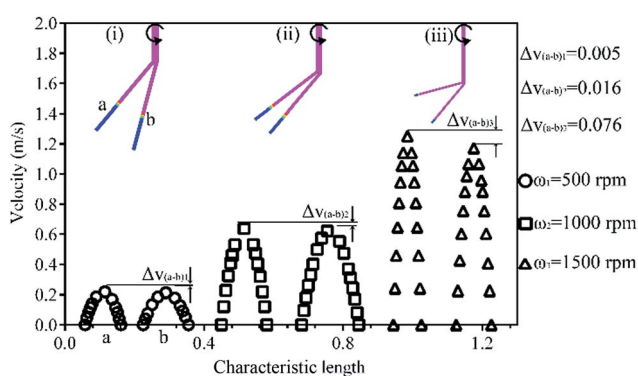 2.0
1.8
1.6
1.4
1.2
1.0
0.8
0.6
0.4
0.2
0.0
Velocity (m/s)
(i)
(ii)
(iii)
a
b
Δv(a-b)1
Δv(a-b)2
Δv(a-b)3
a
b
0.0
0.4
0.8
1.2
Characteristic length
Δv(a-b)1=0.005
Δv(a-b)2=0.016
Δv(a-b)3=0.076
ω1=500 rpm
ω2=1000 rpm
ω3=1500 rpm